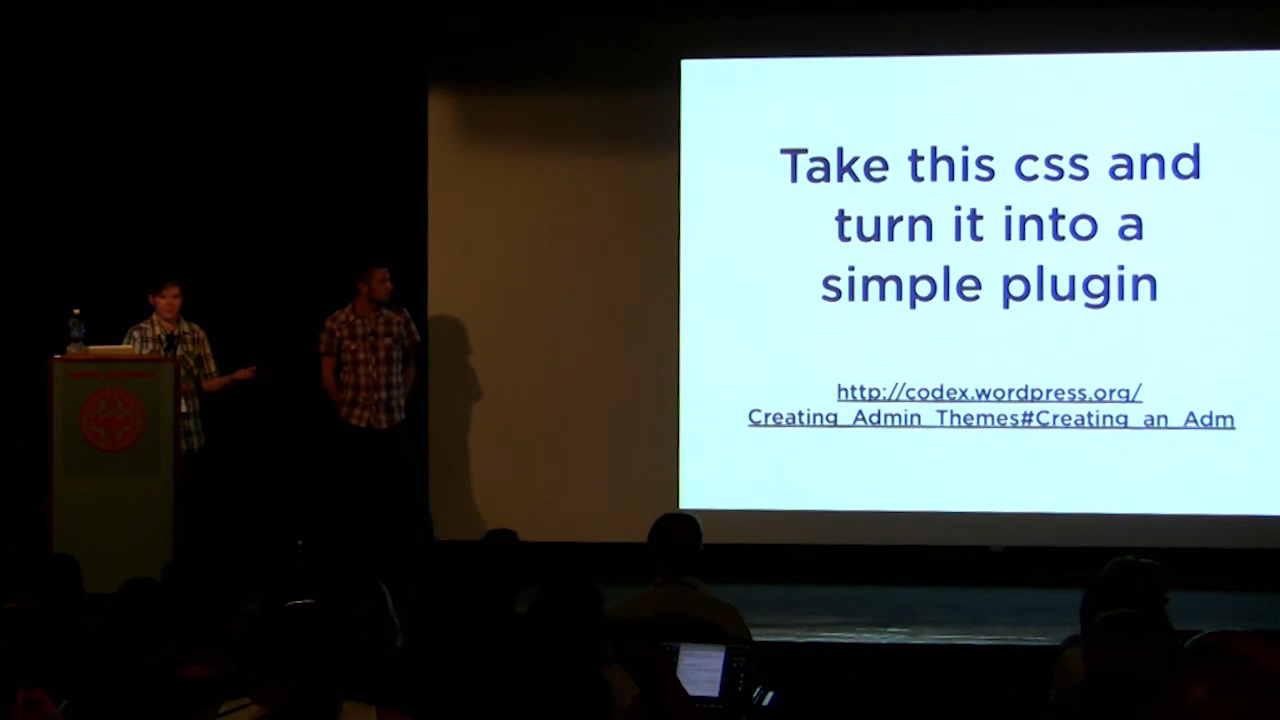 Take this css and
turn it into a
simple plugin
http://codex.wordpress.org/
Creating_Admin_Themes#Creating_an_Adm